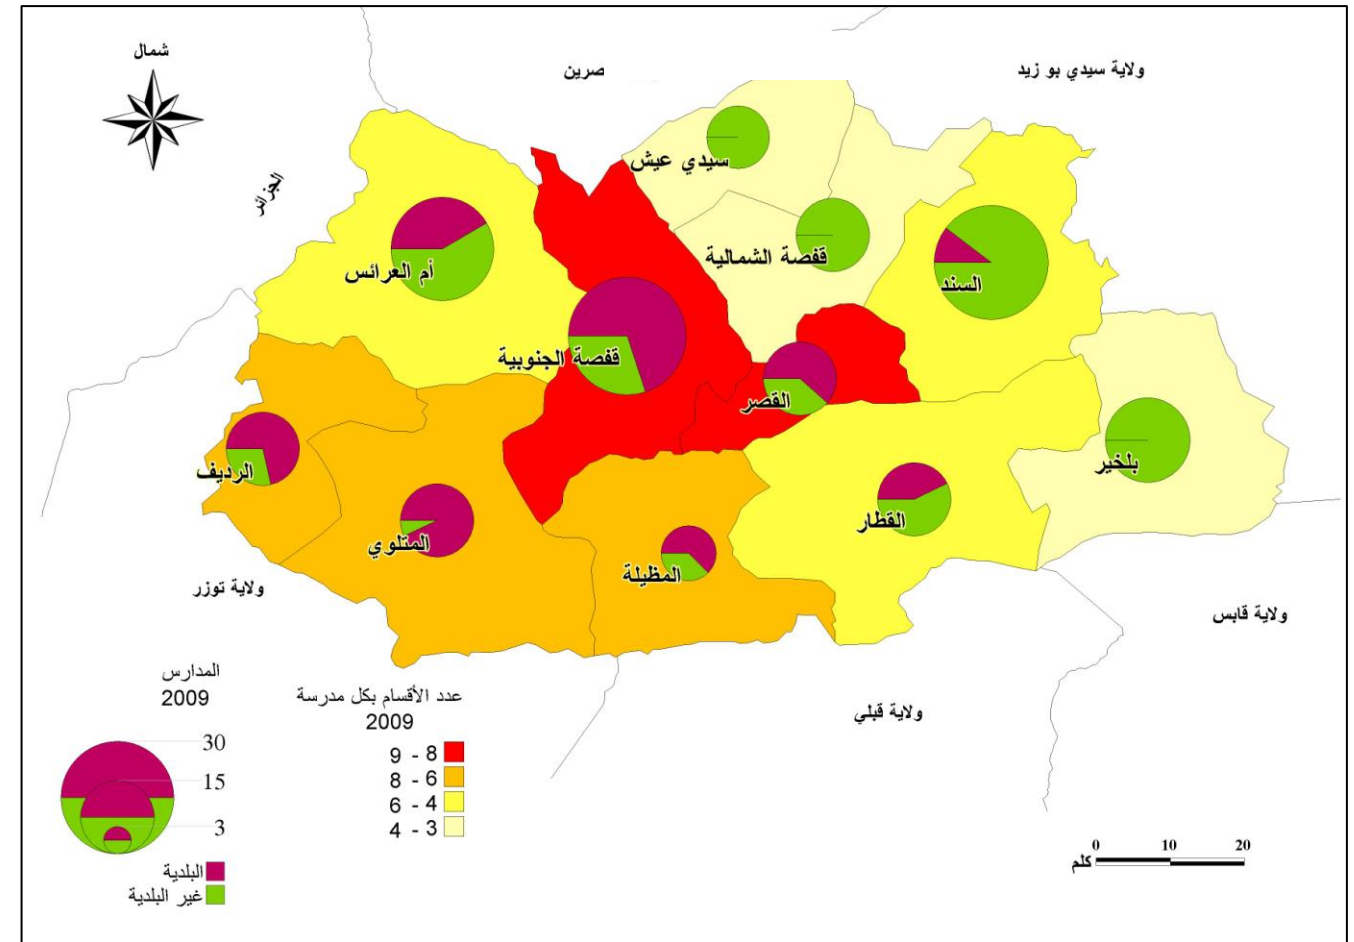 شمال
صرين
ولاية سيدي بو زيد
الجزائر
سيدي عيش
قفصة الشمالية
أم العرائس
السند
قفصة الجنوبية
القصر
الرديف
بلخير
المتلوي
القطار
المظيلة
ولاية توزر
ولاية قابس
ولاية قبلي
المدارس
2009
30
15
3
البلدية
غير البلدية
عدد الأقسام بكل مدرسة
2009
8 - 9
6 - 8
4 - 6
3 - 4
0 10 20
كلم